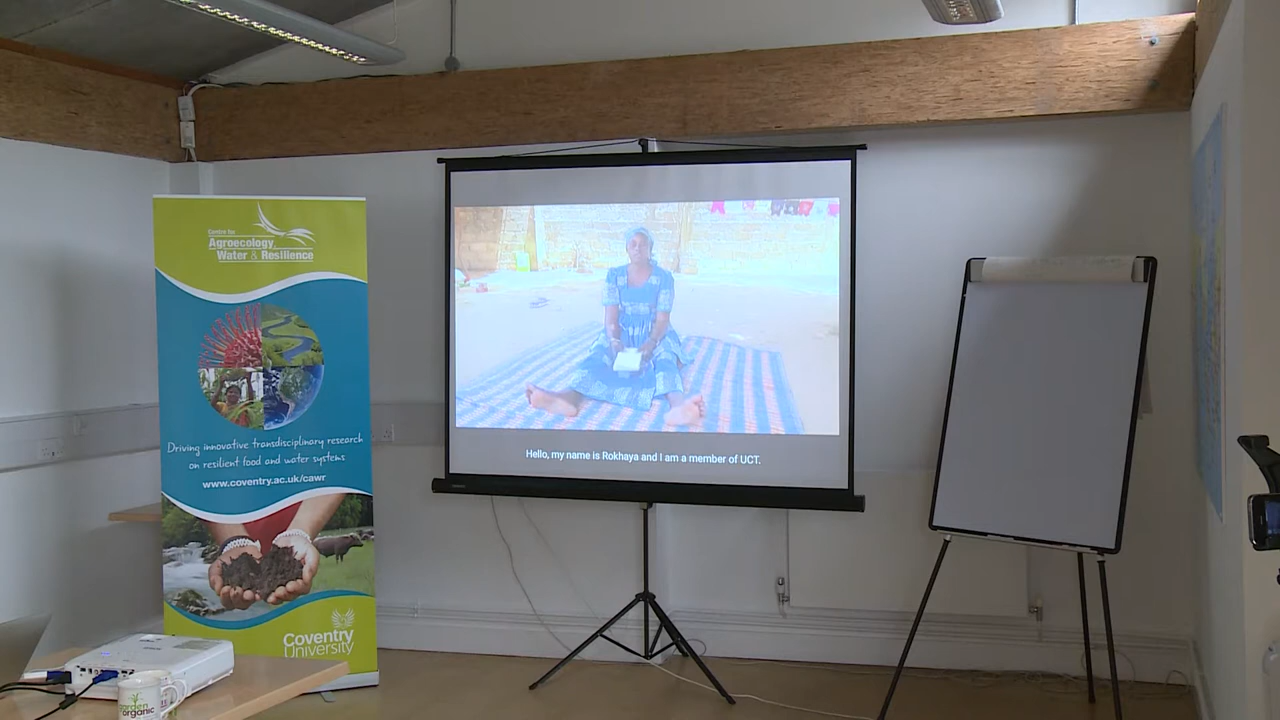 Centre for
Agroecology,
Water & Resilience
Driving innovative transdisciplinary research
on resilient food and water systems
www.coventry.ac.uk/cawr
Coventry
University
Hello, my name is Rokhaya and I am a member of UCT.
garden
organic